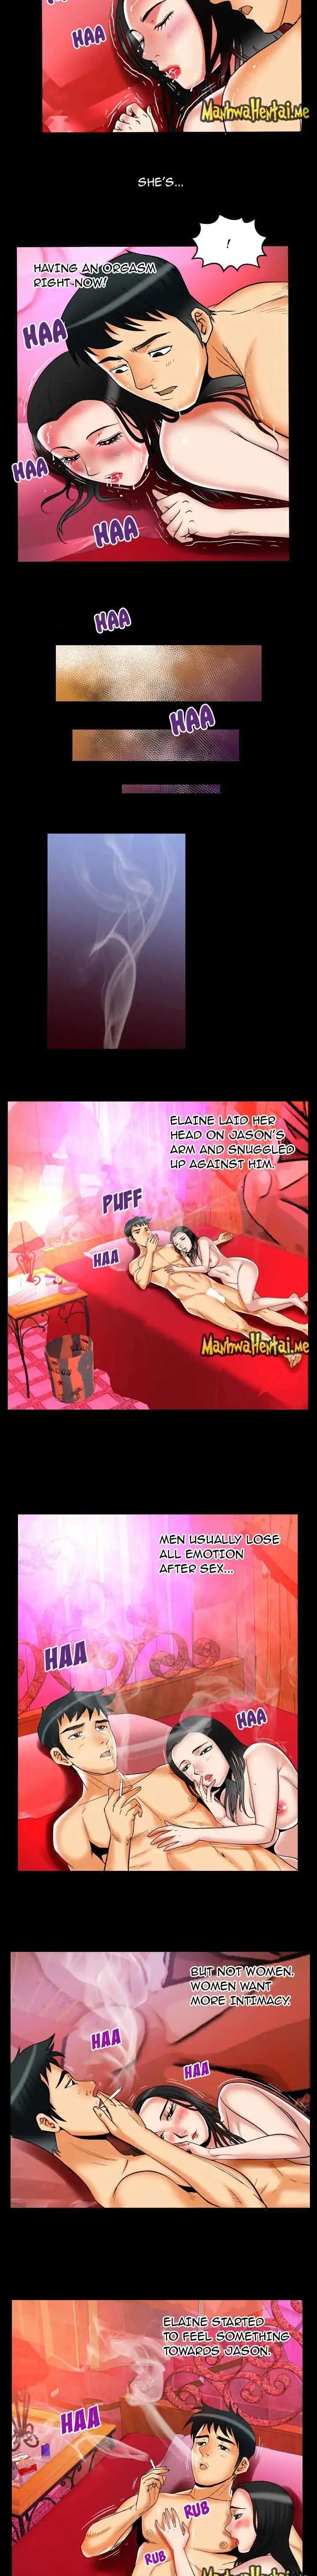 HAA
ManhwaHentai.me
SHE'S...
!
HAVING AN ORGASM
RIGHT NOW!
HAA
HAA
HAA
HAA
HAA
ELAINE LAID HER
HEAD ON JASON'S
ARM AND SNUGGLED
UP AGAINST HIM.
PUFF
HAA
ManhwaHentai.me
MEN USUALLY LOSE
ALL EMOTION
AFTER SEX...
HAA
HAA
BUT NOT WOMEN.
WOMEN WANT
MORE INTIMACY.
HAA
HAA
ELAINE STARTED
TO FEEL SOMETHING
TOWARDS JASON.
HAA
RUB
RUB